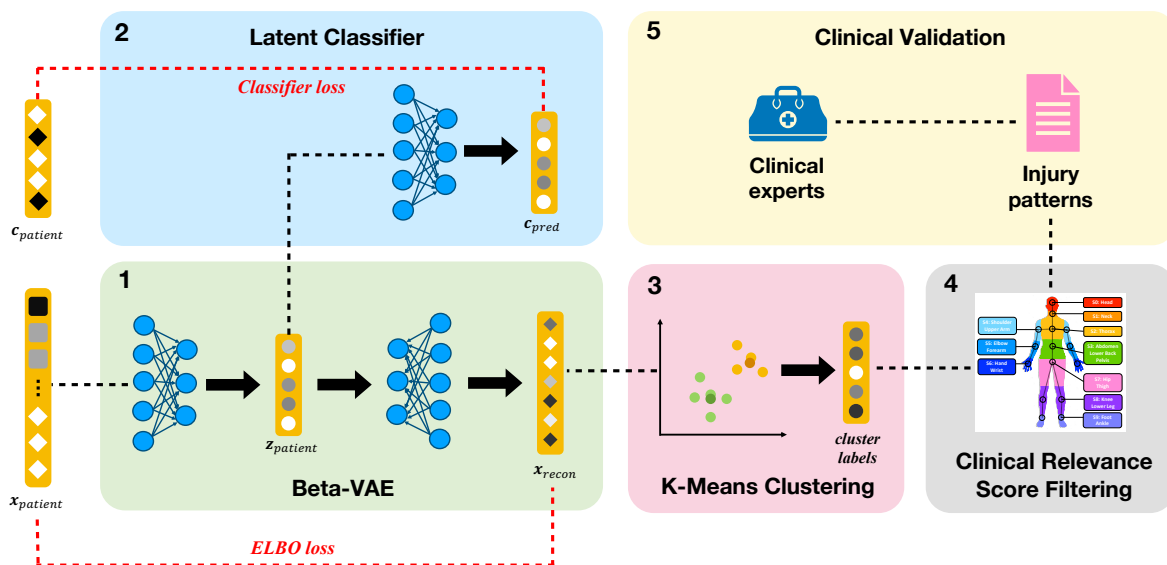 2
Latent Classifier
Classifier loss
c_patient
c_pred
5
Clinical Validation
Clinical
experts
Injury
patterns
1
z_patient
x_recon
x_patient
Beta-VAE
ELBO loss
3
cluster
labels
K-Means Clustering
4
S0: Head
S1: Neck
S4: Shoulder
Upper Arm
S2: Thorax
S5: Elbow
Forearm
S3: Abdomen
Lower Back
Pelvis
S6: Hand
Wrist
S7: Hip
Thigh
S8: Knee
Lower Leg
S9: Foot
Ankle
Clinical Relevance
Score Filtering